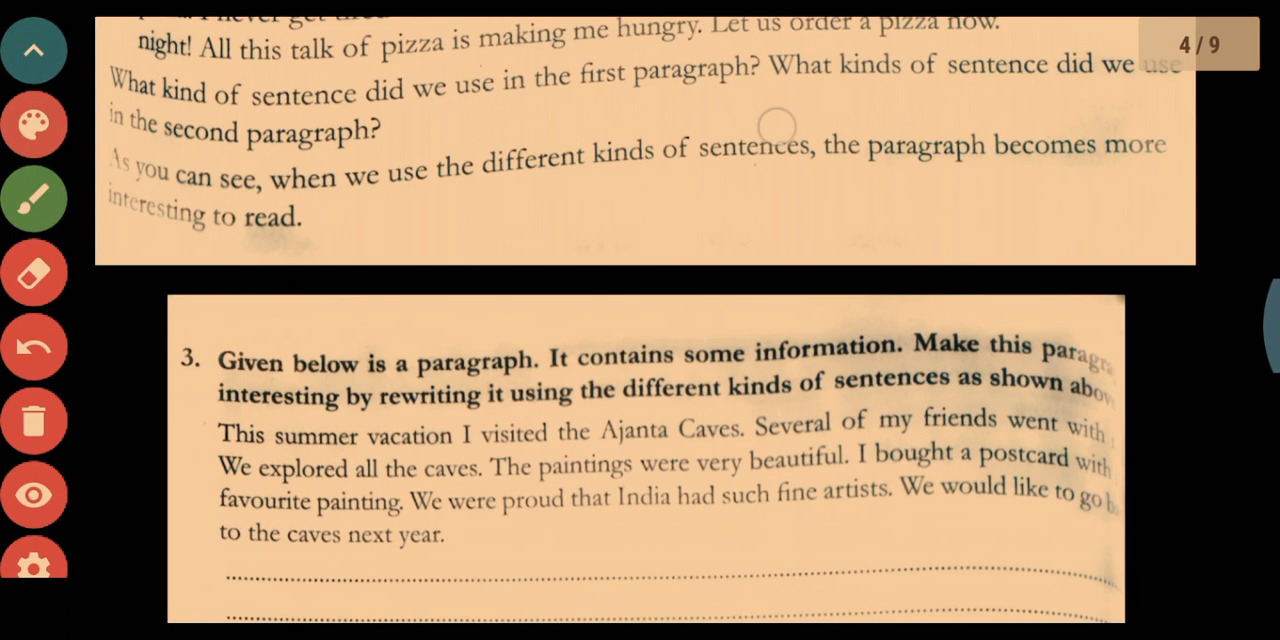 night! All this talk of pizza is making me hungry. Let us order a pizza now.
4 / 9
What kind of sentence did we use in the first paragraph? What kinds of sentence did we use
in the second paragraph?
As you can see, when we use the different kinds of sentences, the paragraph becomes more
interesting to read.
3. Given below is a paragraph. It contains some information. Make this
interesting by rewriting it using the different kinds of sentences as shown
This summer vacation I visited the Ajanta Caves. Several of my friends went with
We explored all the caves. The paintings were very beautiful. I bought a postcard with
favourite painting. We were proud that India had such fine artists. We would like to go
to the caves next year.